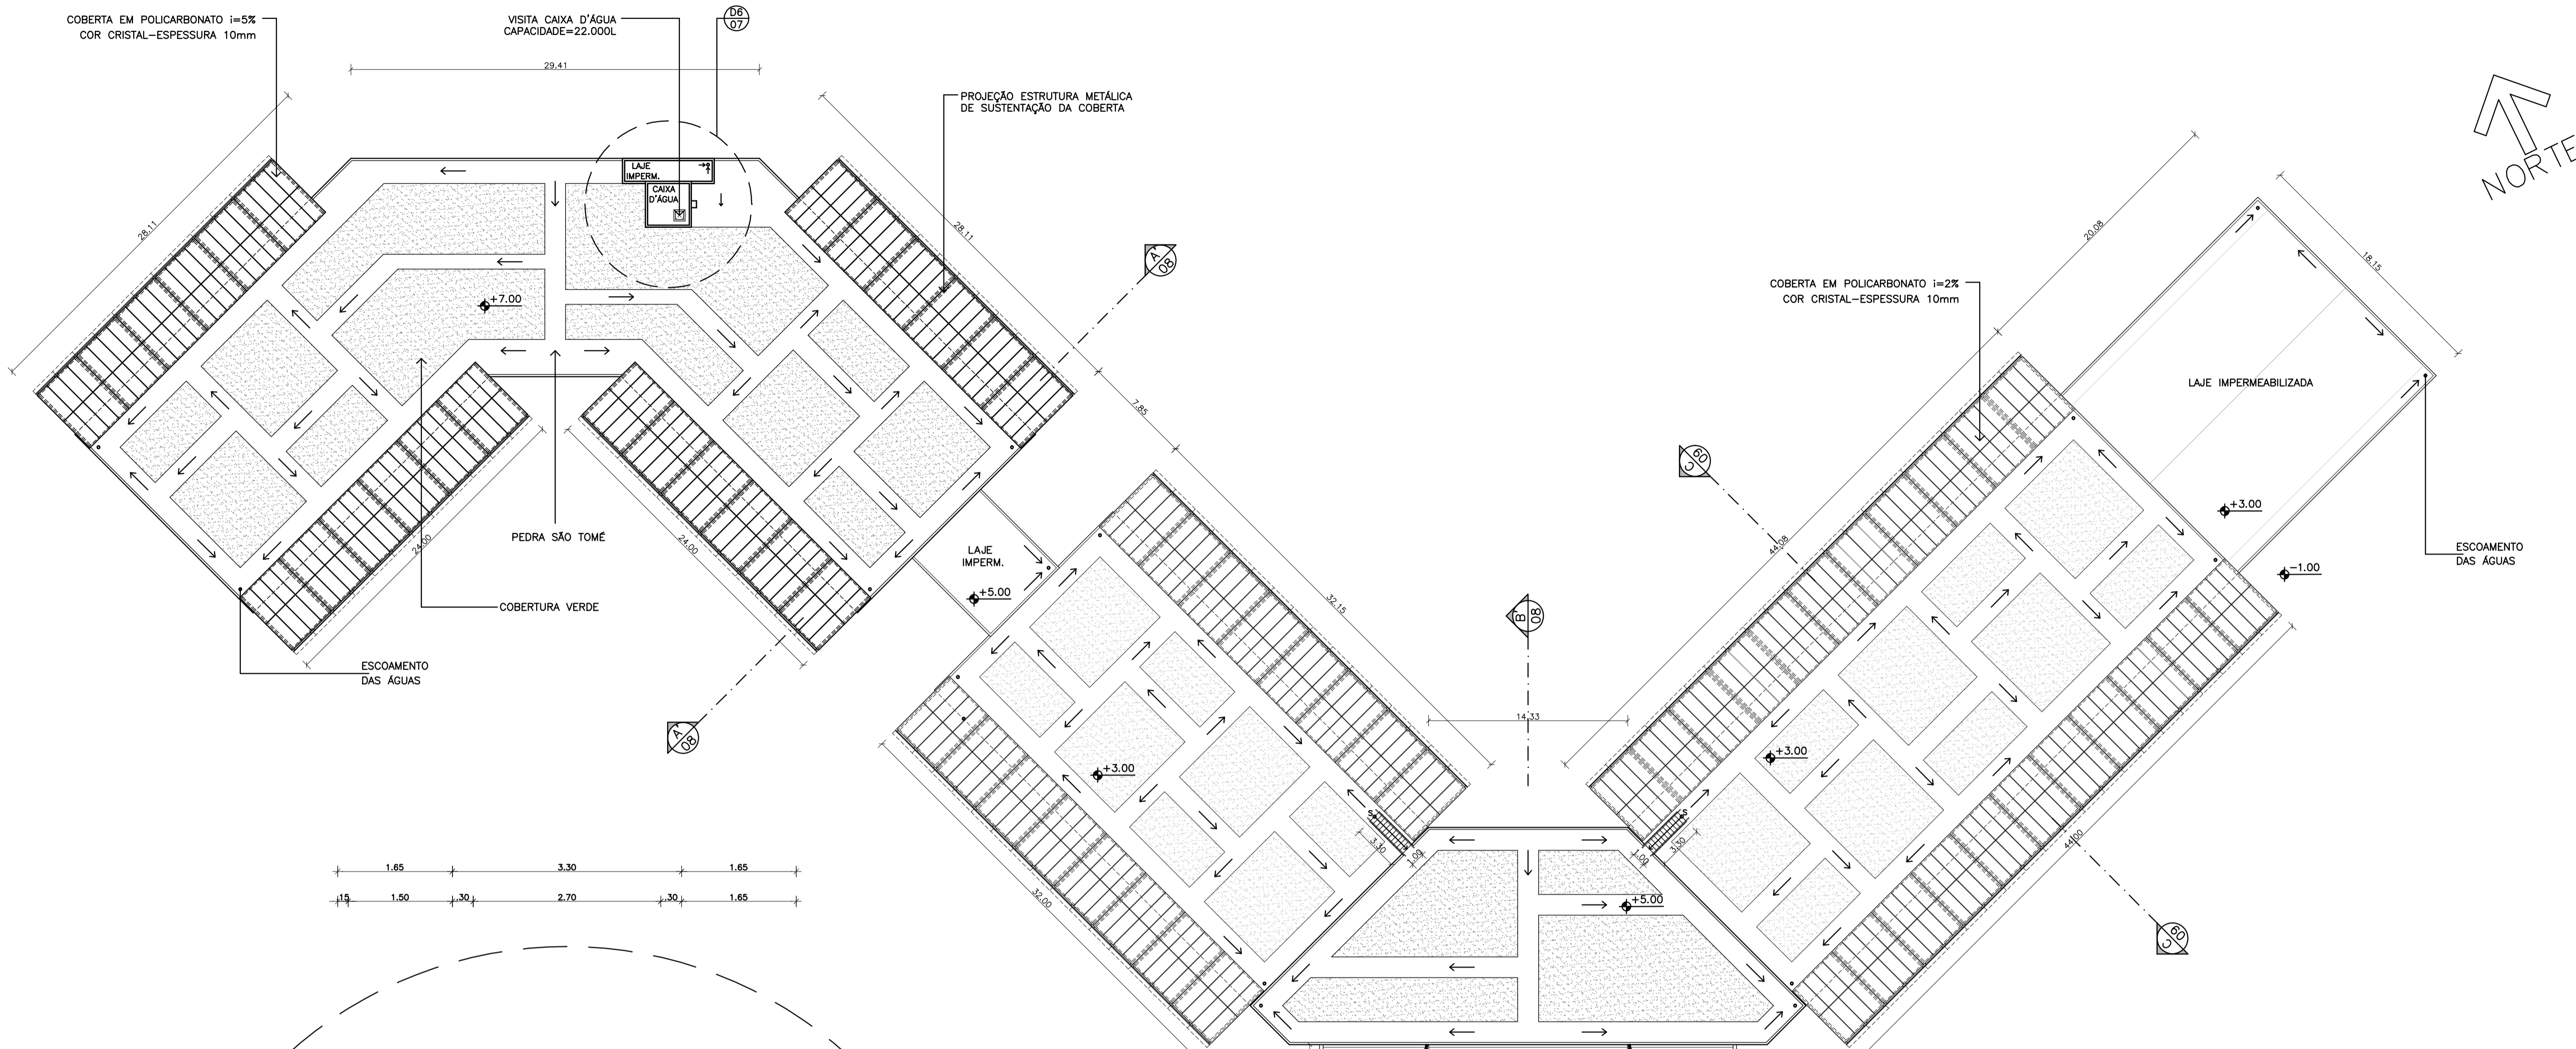 COBERTA EM POLICARBONATO i=5%
COR CRISTAL-ESPESSURA 10mm
VISITA CAIXA D'ÁGUA
CAPACIDADE=22.000L
D6
07
29.41
PROJEÇÃO ESTRUTURA METÁLICA
DE SUSTENTAÇÃO DA COBERTA
NORTE
LAJE
IMPERM.
CAIXA
D'ÁGUA
28.11
28.11
20.08
18.15
A'
08
COBERTA EM POLICARBONATO i=2%
COR CRISTAL-ESPESSURA 10mm
+7.00
LAJE IMPERMEABILIZADA
7.85
C'
09
+3.00
PEDRA SÃO TOMÉ
24.00
24.00
44.08
LAJE
IMPERM.
ESCOAMENTO
DAS ÁGUAS
-1.00
+5.00
COBERTURA VERDE
32.15
B'
08
ESCOAMENTO
DAS ÁGUAS
14.33
A'
08
+3.00
+3.00
S
S
3.30
1.00
1.00
3.30
44.00
1.65
3.30
1.65
.15
1.50
.30
2.70
.30
1.65
32.00
+5.00
C
09